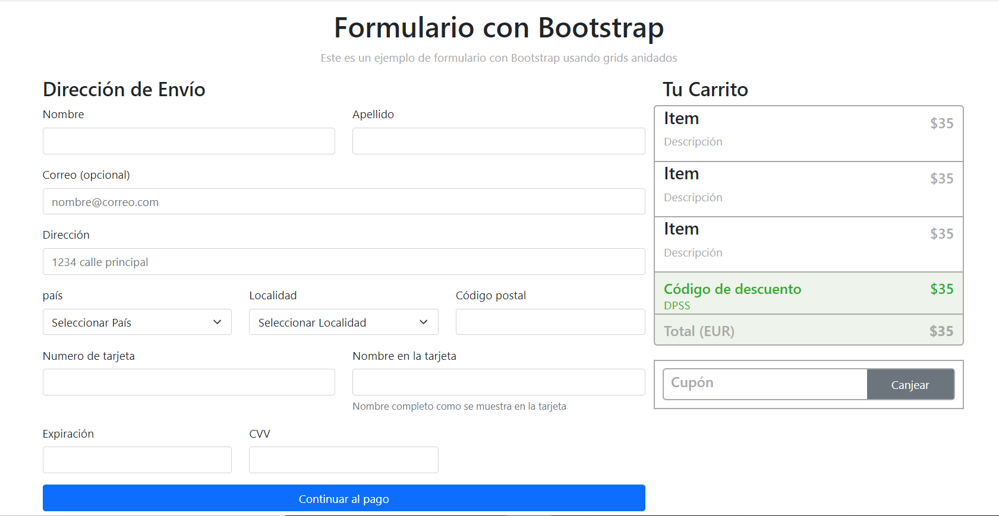 Formulario con Bootstrap
Este es un ejemplo de formulario con Bootstrap usando grids anidados
Dirección de Envío
Nombre
Apellido
Correo (opcional)
nombre@correo.com
Dirección
1234 calle principal
país
Localidad
Código postal
Seleccionar País
Seleccionar Localidad
Numero de tarjeta
Nombre en la tarjeta
Nombre completo como se muestra en la tarjeta
Expiración
CVV
Continuar al pago
Tu Carrito
Item
$35
Descripción
Item
$35
Descripción
Item
$35
Descripción
Código de descuento
$35
DPSS
Total (EUR)
$35
Cupón
Canjear